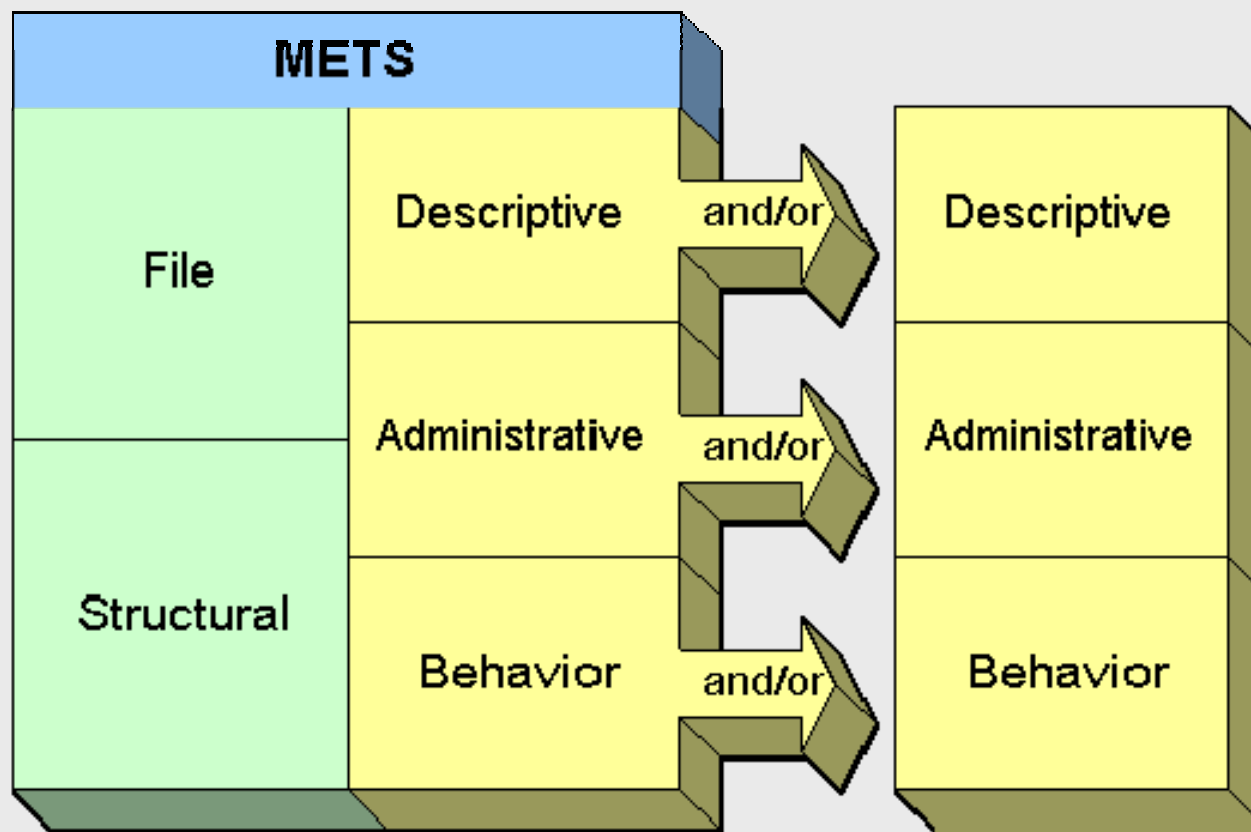 METS
File
Structural
Descriptive
Administrative
Behavior
and/or
and/or
and/or
Descriptive
Administrative
Behavior